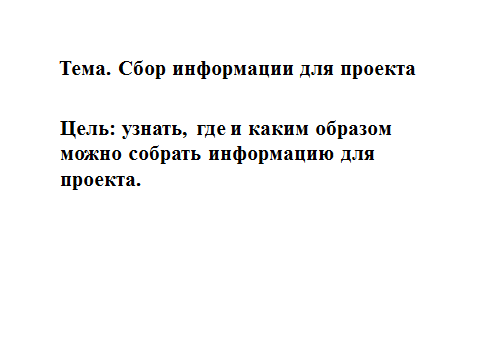 Тема. Сбор информации для проекта
Цель: узнать, где и каким образом
можно собрать информацию для
проекта.